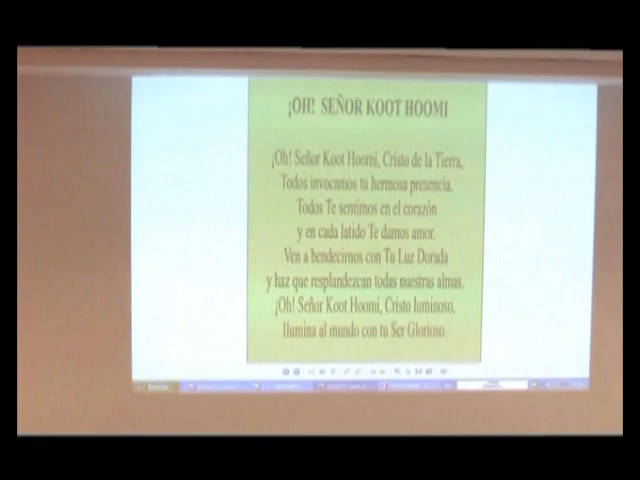 ¡OH! SEÑOR KOOT HOOMI
¡Oh! Señor Koot Hoomi, Cristo de la Tierra,
Todos invocamos tu hermosa presencia.
Todos Te sentimos en el corazón
y en cada latido Te damos amor.
Ven a bendecirnos con Tu Luz Dorada
y haz que resplandezcan todas nuestras almas.
¡Oh! Señor Koot Hoomi, Cristo luminoso,
Ilumina al mundo con tu Ser Glorioso.
Inicio